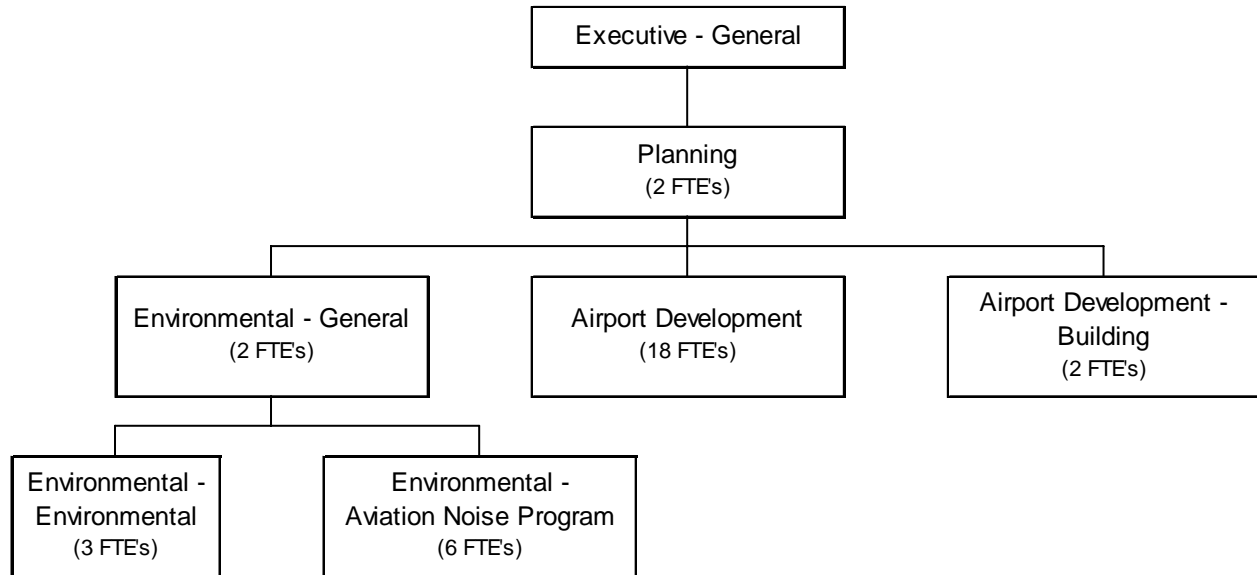 Executive - General
Planning
(2 FTE's)
Environmental - General
(2 FTE's)
Airport Development
(18 FTE's)
Airport Development -
Building
(2 FTE's)
Environmental -
Environmental
(3 FTE's)
Environmental -
Aviation Noise Program
(6 FTE's)